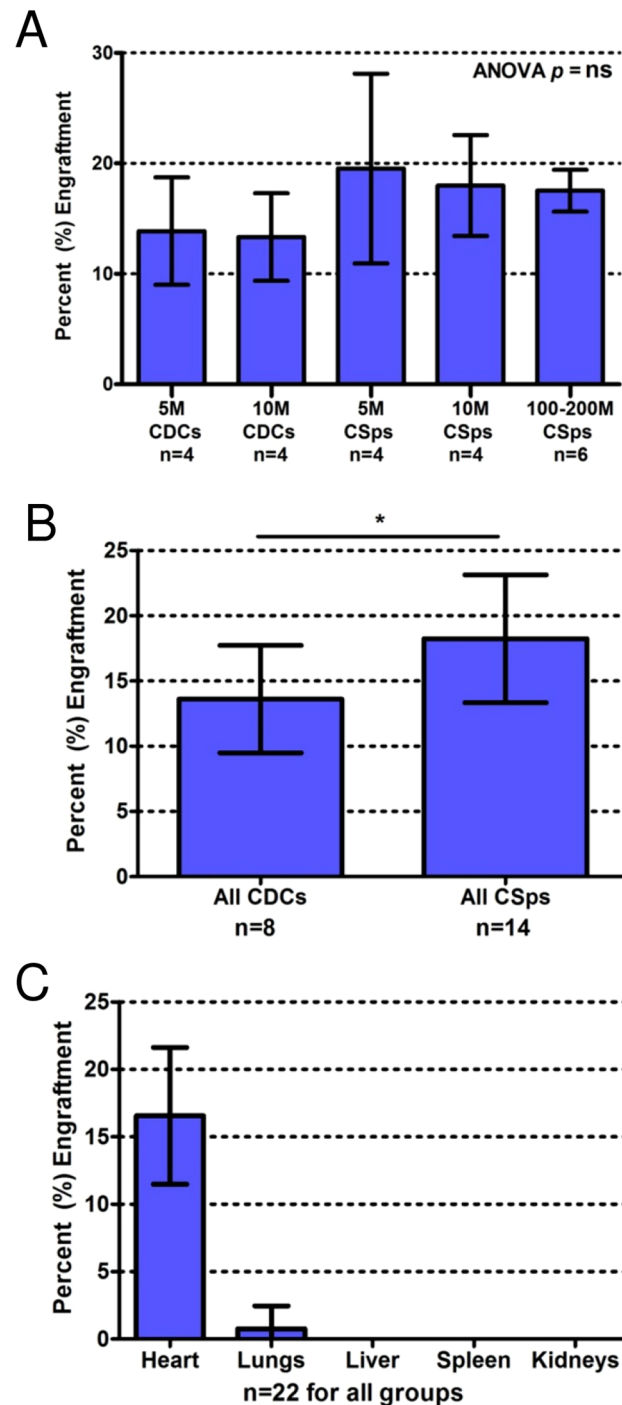 A
30
ANOVA p = ns
20
10
0
Percent (%) Engraftment
5M 10M 5M 10M 100-200M
CDCs CDCs CSps CSps CSps
n=4 n=4 n=4 n=4 n=6
B
*
25
20
15
10
5
0
Percent (%) Engraftment
All CDCs All CSps
n=8 n=14
C
25
20
15
10
5
0
Percent (%) Engraftment
Heart Lungs Liver Spleen Kidneys
n=22 for all groups